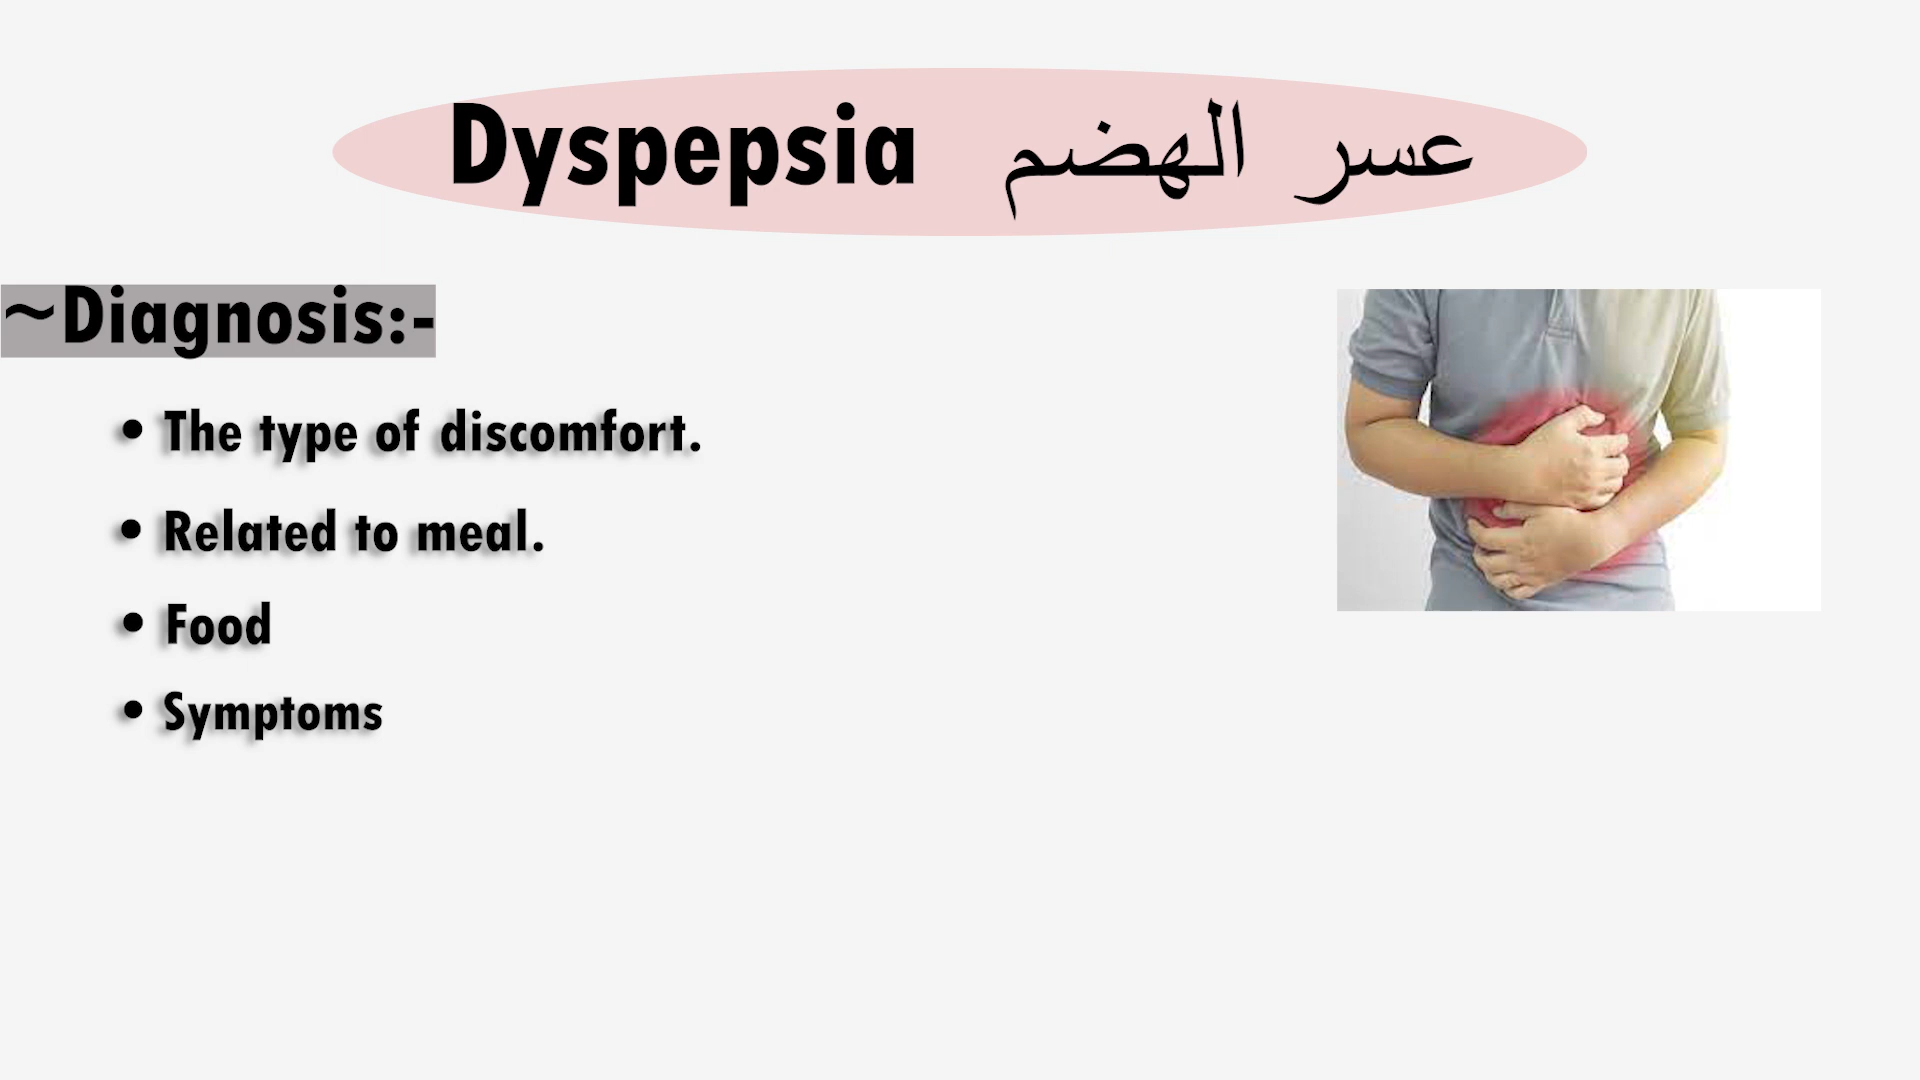 Dyspepsia عسر الهضم
~Diagnosis:-
• The type of discomfort.
• Related to meal.
• Food
• Symptoms